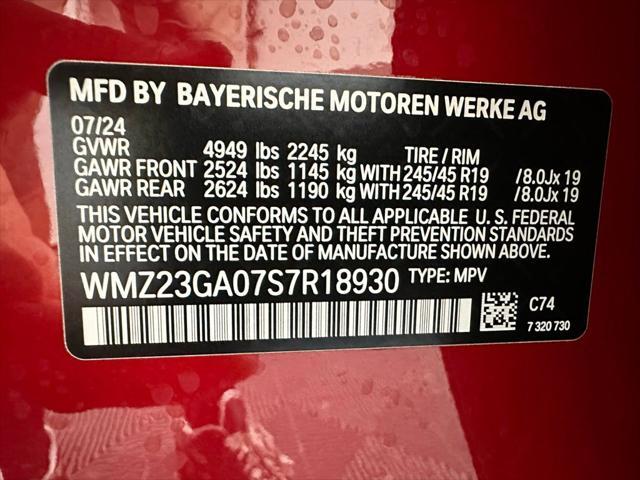 MFD BY BAYERISCHE MOTOREN WERKE AG
07/24
GVWR 4949 lbs 2245 kg TIRE / RIM
GAWR FRONT 2524 lbs 1145 kg WITH 245/45 R19 /8.0Jx 19
GAWR REAR 2624 lbs 1190 kg WITH 245/45 R19 /8.0Jx 19
THIS VEHICLE CONFORMS TO ALL APPLICABLE U. S. FEDERAL
MOTOR VEHICLE SAFETY AND THEFT PREVENTION STANDARDS
IN EFFECT ON THE DATE OF MANUFACTURE SHOWN ABOVE
WMZ23GA07S7R18930 TYPE: MPV
C74
7 320 730